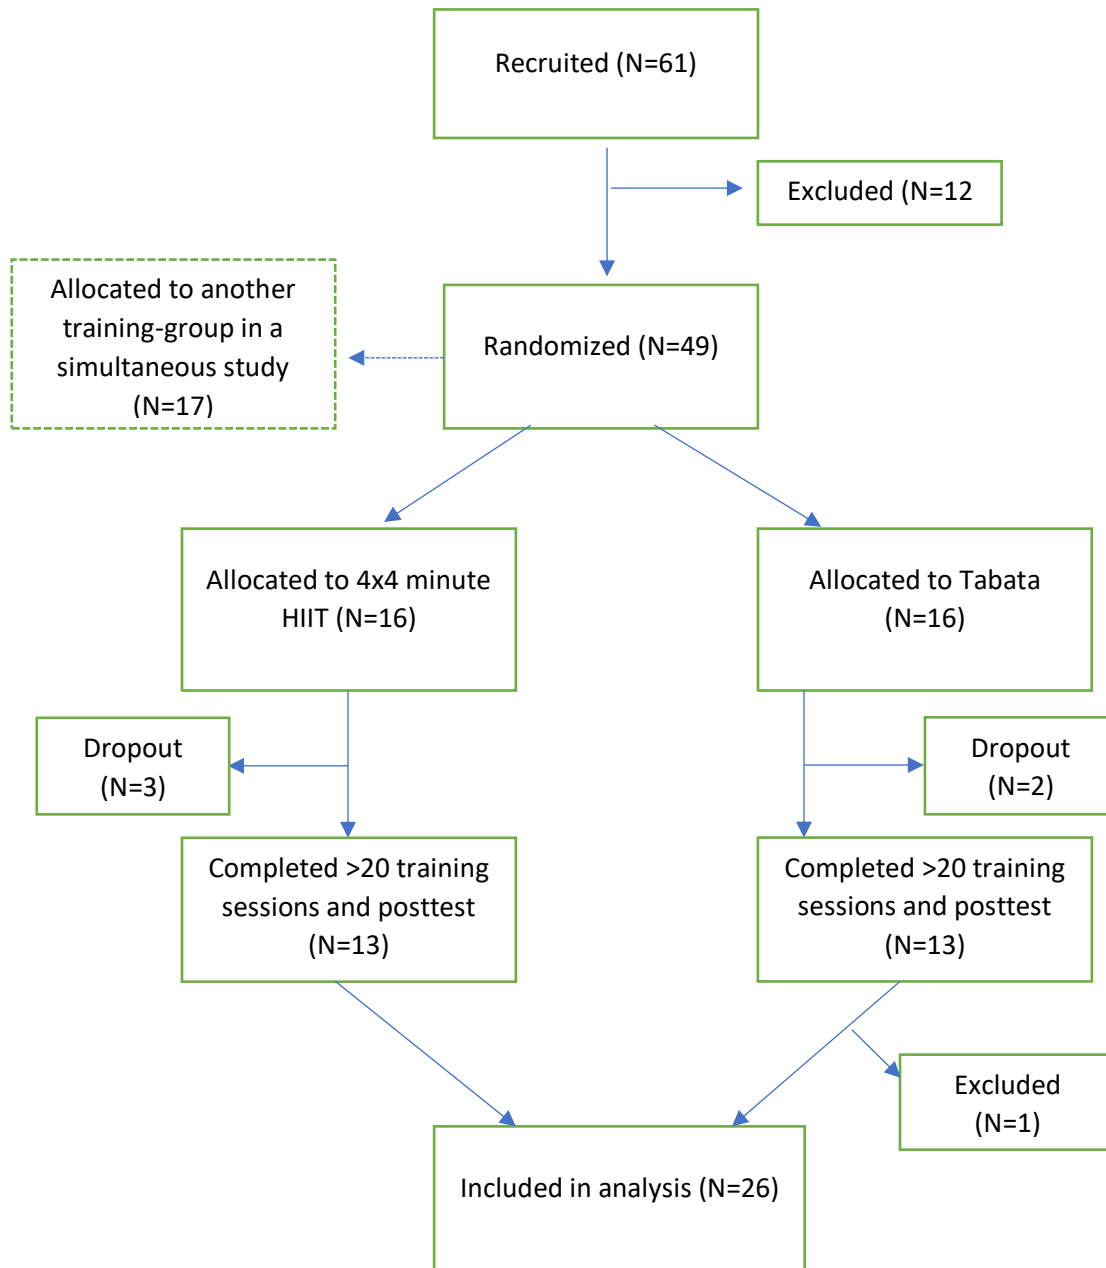 Recruited (N=61)
Excluded (N=12
Allocated to another
training-group in a
simultaneous study
(N=17)
Randomized (N=49)
Allocated to 4x4 minute
HIIT (N=16)
Allocated to Tabata
(N=16)
Dropout
(N=3)
Dropout
(N=2)
Completed >20 training
sessions and posttest
(N=13)
Completed >20 training
sessions and posttest
(N=13)
Excluded
(N=1)
Included in analysis (N=26)